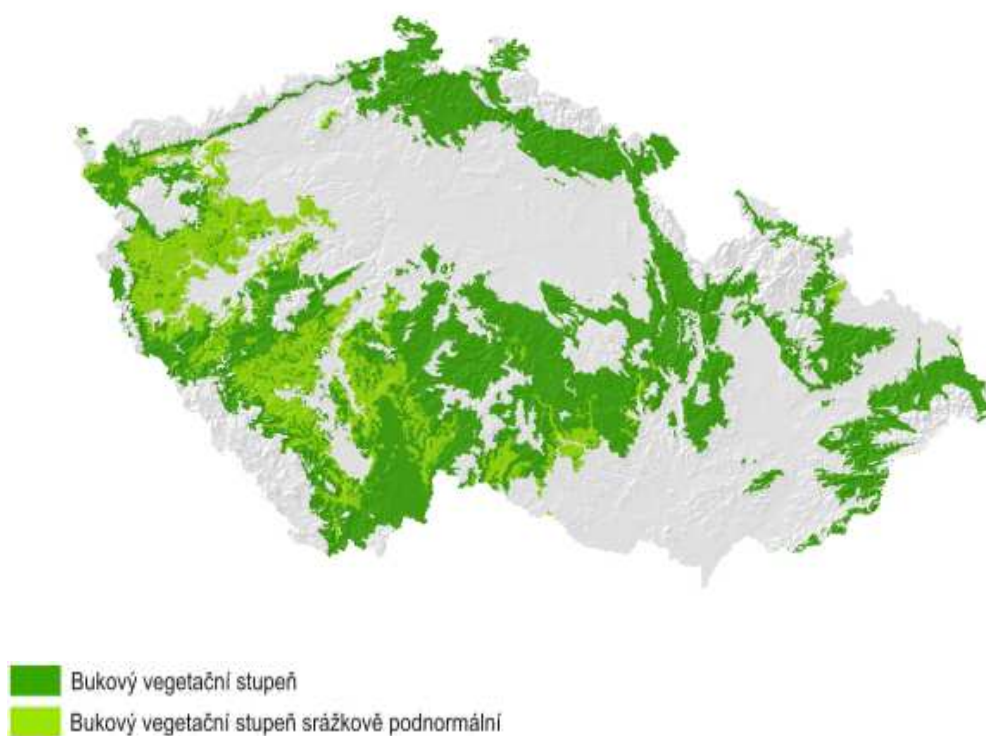 Bukový vegetační stupeň
Bukový vegetační stupeň srážkově podnormální